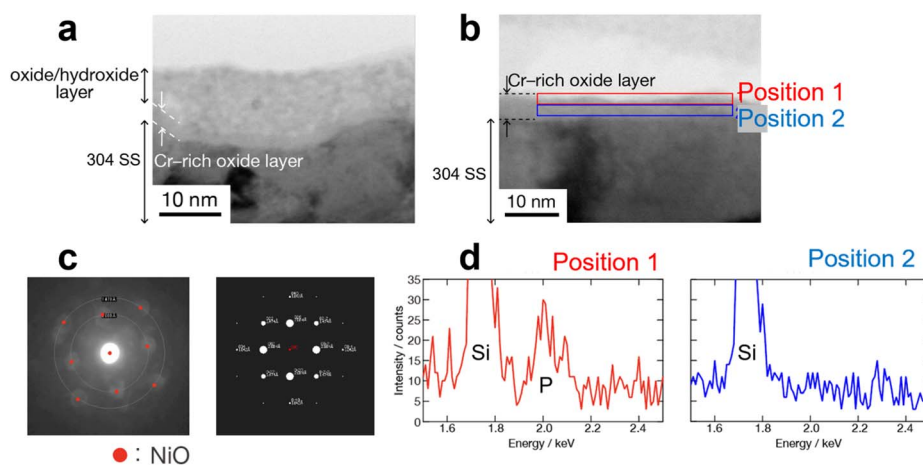 a
oxide/hydroxide
layer
304 SS
Cr–rich oxide layer
10 nm
b
Cr–rich oxide layer
Position 1
Position 2
304 SS
10 nm
c
: NiO
d
Position 1
Position 2
Intensity / counts
35
30
25
20
15
10
5
0
Si
P
1.6 1.8 2.0 2.2 2.4
Energy / keV
Si
1.6 1.8 2.0 2.2 2.4
Energy / keV